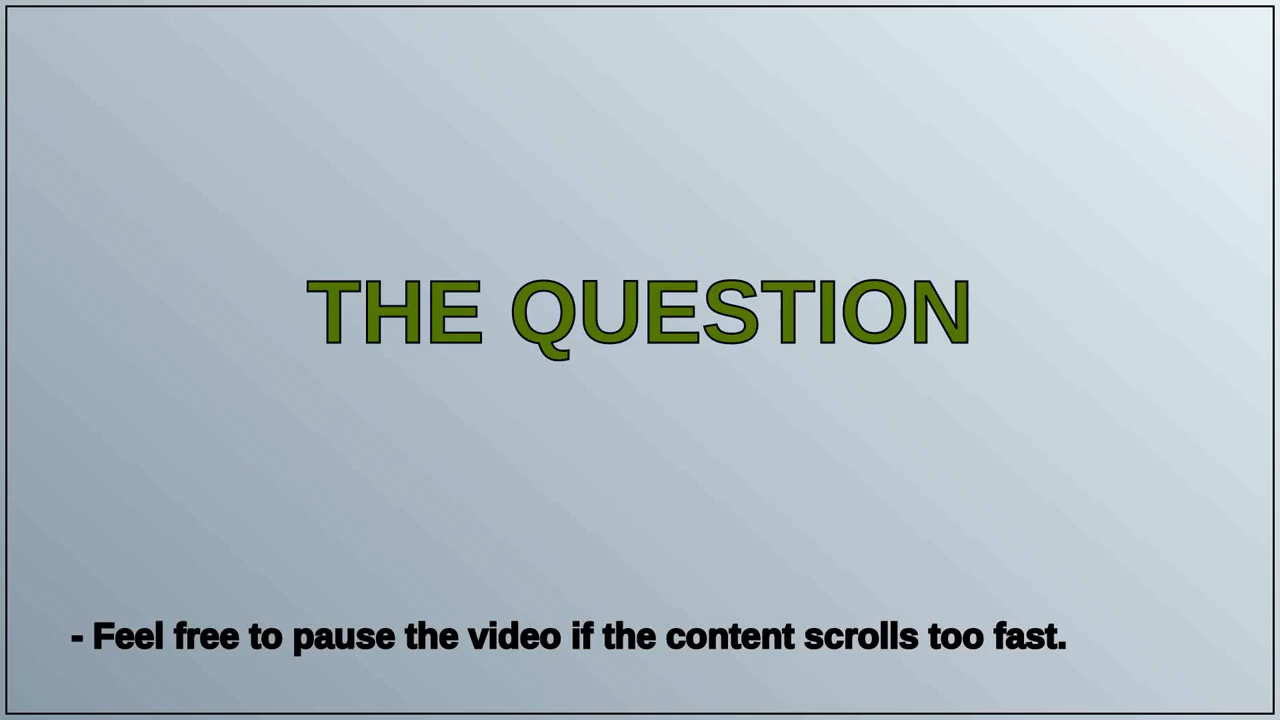 THE QUESTION
- Feel free to pause the video if the content scrolls too fast.